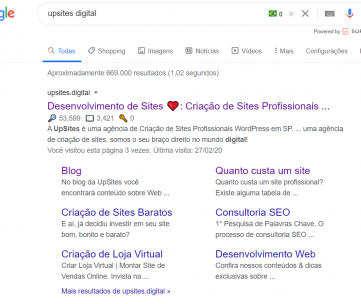 gle
upsites digital
0
Powered by SUR
Todas Shopping Imagens Notícias Vídeos Mais Configurações
Aproximadamente 669.000 resultados (1,02 segundos)
upsites.digital
Desenvolvimento de Sites ❤️: Criação de Sites Profissionais ...
53,599 3,421 0
A UpSites é uma agência de Criação de Sites Profissionais WordPress em SP. ... uma agência
de criação de sites, somos o seu braço direito no mundo digital!
Você visitou esta página 3 vezes. Última visita: 27/02/20
Blog
No blog da UpSites você
encontrará conteúdo sobre Web ...
Quanto custa um site
Quanto custa um site profissional?
Existe alguma tabela de ...
Criação de Sites Baratos
E aí, já decidiu investir em seu site
bom, bonito e barato?
Consultoria SEO
1° Pesquisa de Palavras Chave. O
processo de consultoria SEO ...
Criação de Loja Virtual
Criar Loja Virtual | Montar Site de
Vendas Online. Invista na ...
Desenvolvimento Web
Confira nossos conteúdos & dicas
exclusivas sobre ...
Mais resultados de upsites.digital »